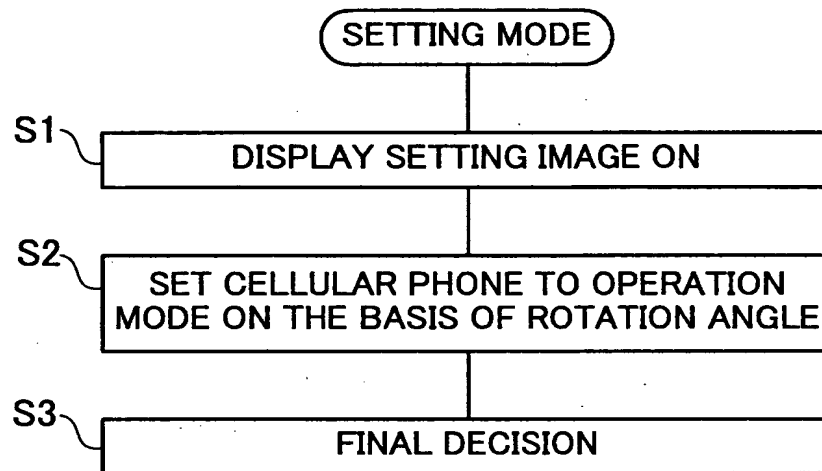 SETTING MODE
S1
DISPLAY SETTING IMAGE ON
S2
SET CELLULAR PHONE TO OPERATION
MODE ON THE BASIS OF ROTATION ANGLE
S3
FINAL DECISION